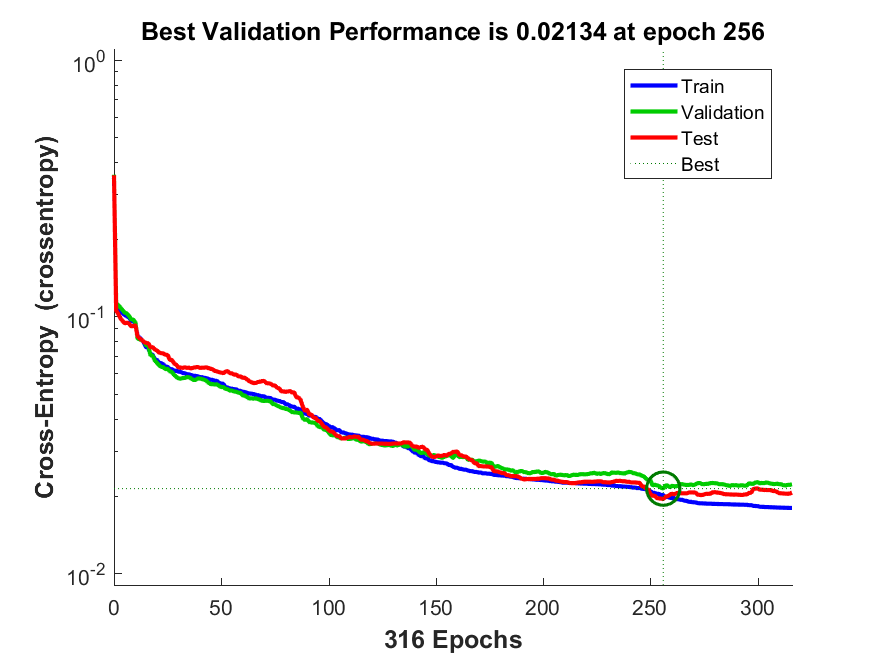 Best Validation Performance is 0.02134 at epoch 256
10^0
10^-1
10^-2
Cross-Entropy (crossentropy)
Train
Validation
Test
Best
0 50 100 150 200 250 300
316 Epochs